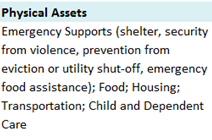 Physical Assets
Emergency Supports (shelter, security
from violence, prevention from
eviction or utility shut-off, emergency
food assistance); Food; Housing;
Transportation; Child and Dependent
Care